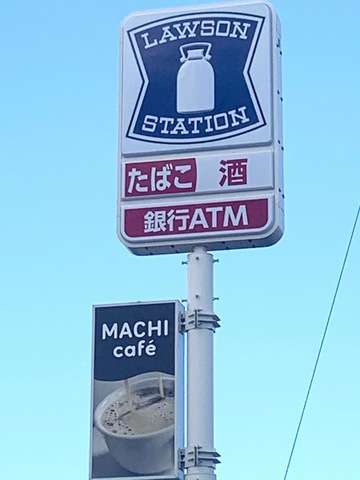 LAWSON
STATION
たばこ 酒
銀行ATM
MACHI
café